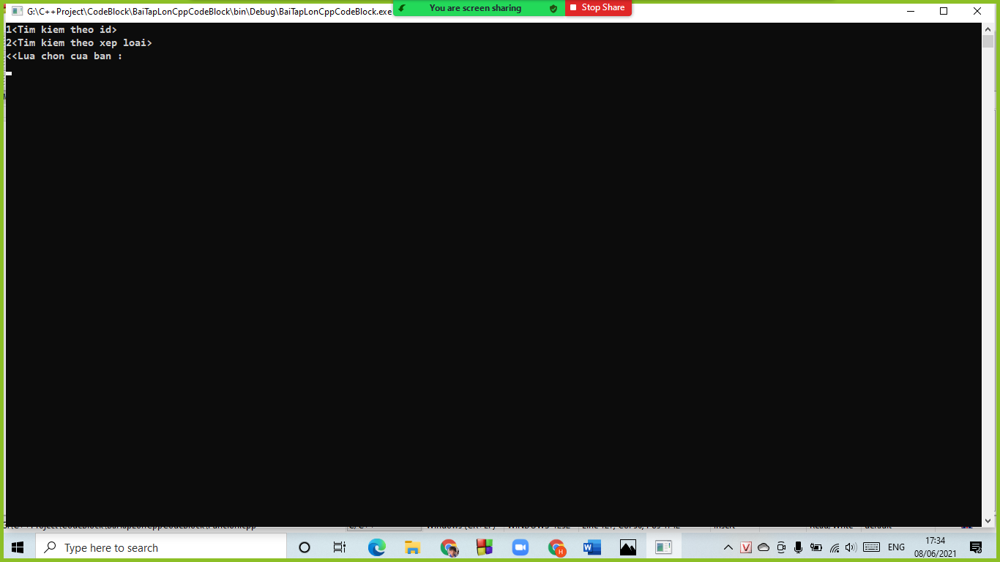 G:\C++Project\CodeBlock\BaiTapLonCppCodeBlock\bin\Debug\BaiTapLonCppCodeBlock.exe
You are screen sharing
Stop Share
1<Tim kiem theo id>
2<Tim kiem theo xep loai>
<<Lua chon cua ban :
Type here to search
ENG
17:34
08/06/2021